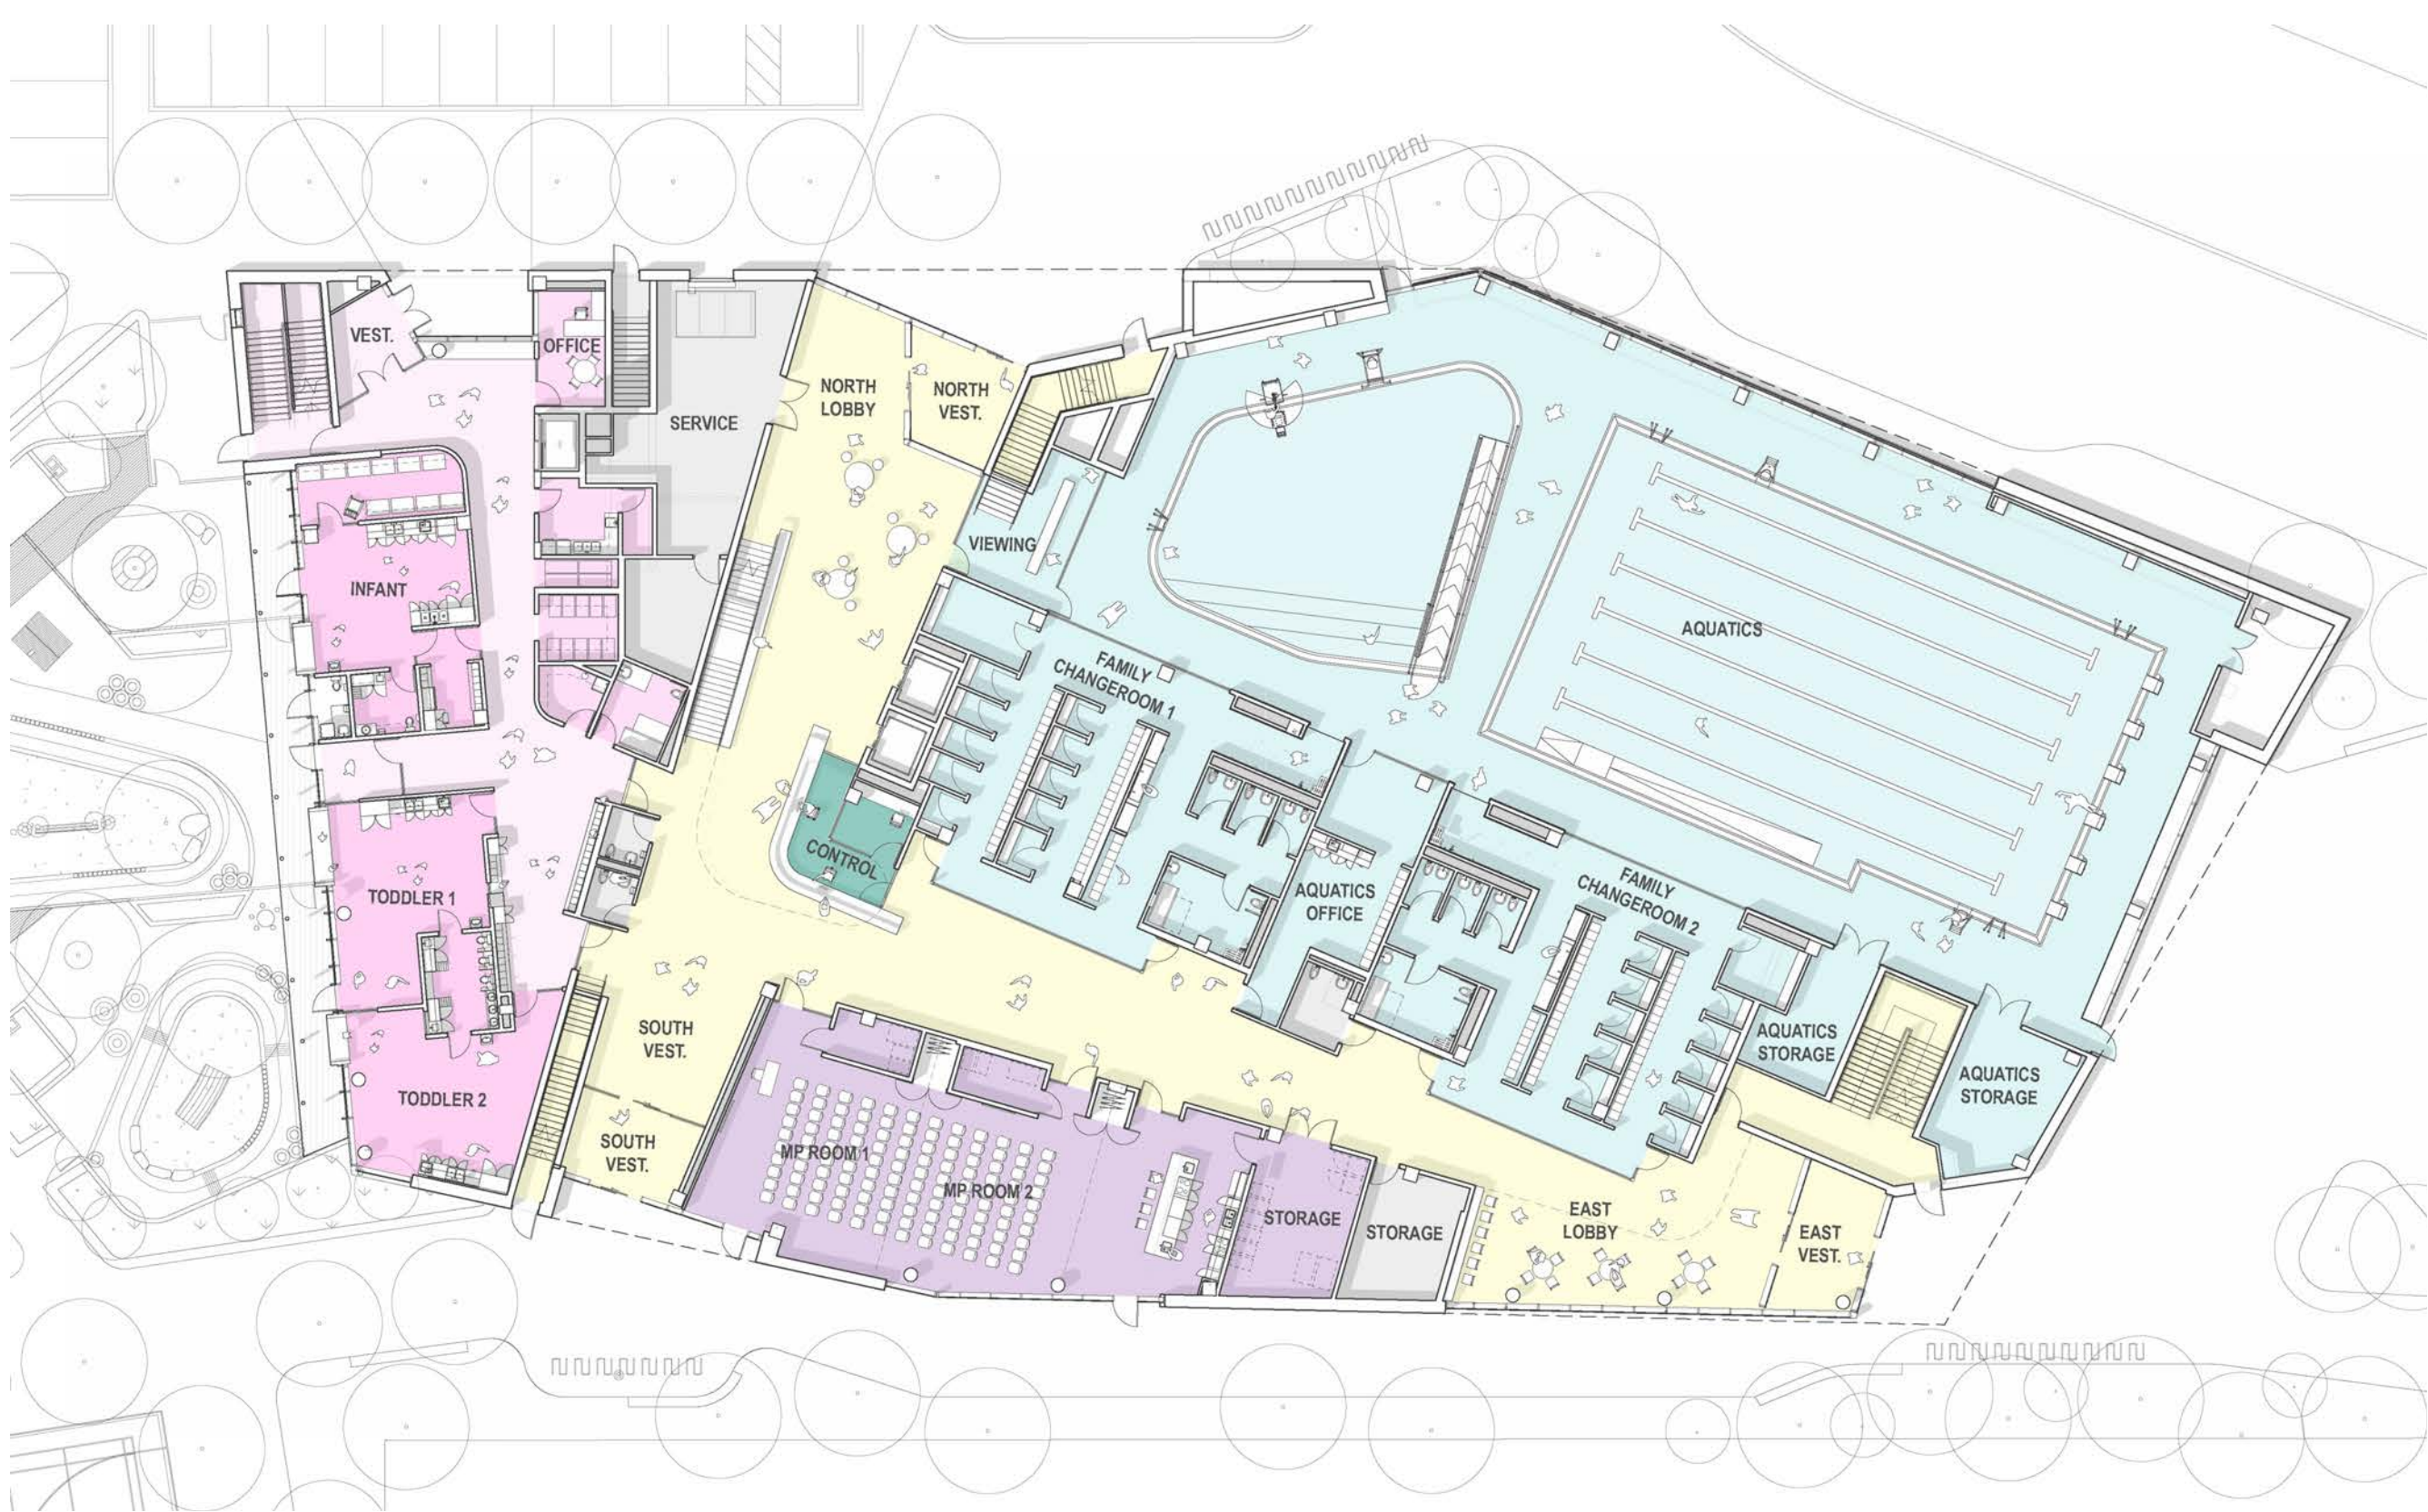 VEST.
OFFICE
SERVICE
NORTH
LOBBY
NORTH
VEST.
VIEWING
INFANT
AQUATICS
FAMILY
CHANGEROOM 1
CONTROL
TODDLER 1
AQUATICS
OFFICE
FAMILY
CHANGEROOM 2
SOUTH
VEST.
AQUATICS
STORAGE
AQUATICS
STORAGE
TODDLER 2
SOUTH
VEST.
MP ROOM 1
MP ROOM 2
STORAGE
STORAGE
EAST
LOBBY
EAST
VEST.